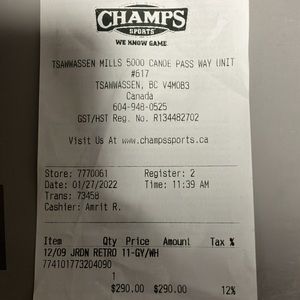 CHAMPS
SPORTS
WE KNOW GAME
TSAWWASSEN MILLS 5000 CANOE PASS WAY UNIT
#617
TSAWWASSEN, BC V4M0B3
Canada
604-948-0525
GST/HST Reg. No. R134482702
Visit Us At www.champssports.ca
Store: 7770061 Register: 2
Date: 01/27/2022 Time: 11:39 AM
Trans: 73458
Cashier: Amrit R.
Item Qty Price Amount Tax %
12/09 JRDN RETRO 11-GY/WH
774101773204090
1
$290.00 $290.00 12%